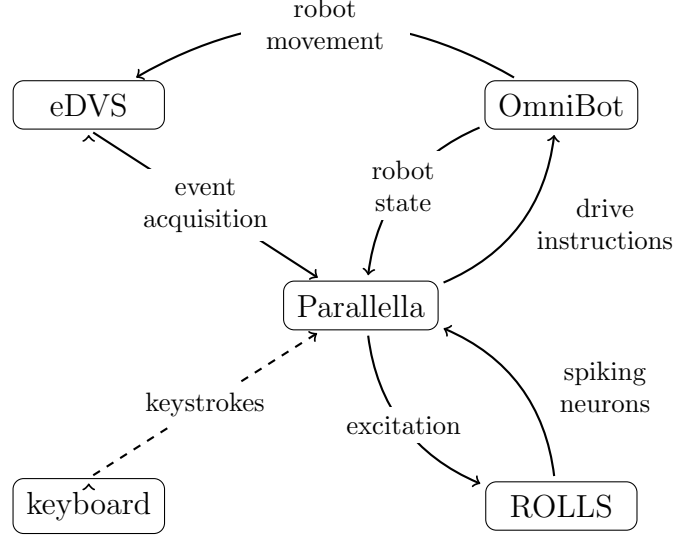 robot
movement
eDVS
OmniBot
robot
state
event
acquisition
drive
instructions
Parallella
spiking
neurons
keystrokes
excitation
keyboard
ROLLS